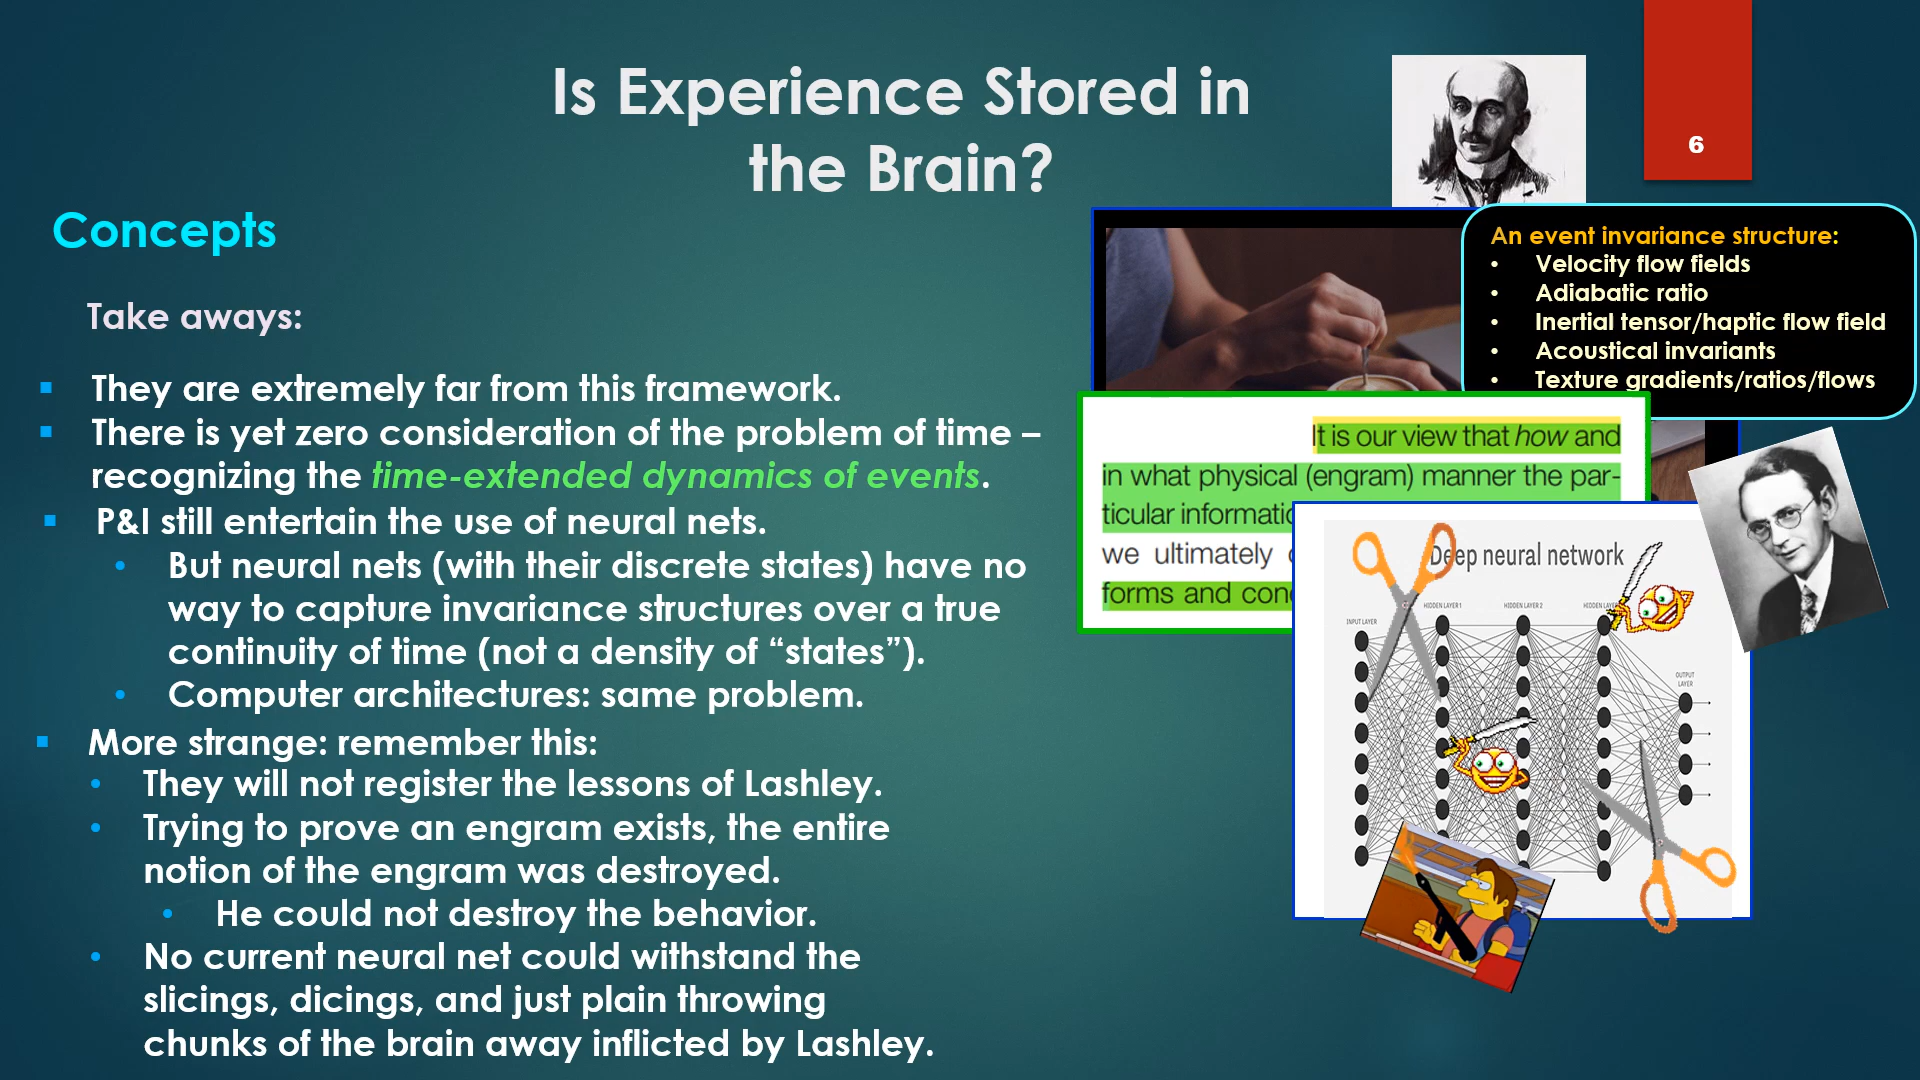 Is Experience Stored in
the Brain?
6
Concepts
Take aways:
▪ They are extremely far from this framework.
▪ There is yet zero consideration of the problem of time –
recognizing the time-extended dynamics of events.
▪ P&I still entertain the use of neural nets.
• But neural nets (with their discrete states) have no
way to capture invariance structures over a true
continuity of time (not a density of “states”).
• Computer architectures: same problem.
▪ More strange: remember this:
• They will not register the lessons of Lashley.
• Trying to prove an engram exists, the entire
notion of the engram was destroyed.
• He could not destroy the behavior.
• No current neural net could withstand the
slicings, dicings, and just plain throwing
chunks of the brain away inflicted by Lashley.
An event invariance structure:
• Velocity flow fields
• Adiabatic ratio
• Inertial tensor/haptic flow field
• Acoustical invariants
• Texture gradients/ratios/flows
It is our view that how and
in what physical (engram) manner the par-
ticular informatio
we ultimately
forms and conc
Deep neural network
INPUT LAYER
HIDDEN LAYER 1
HIDDEN LAYER 2
HIDDEN LAYE
OUTPUT
LAYER